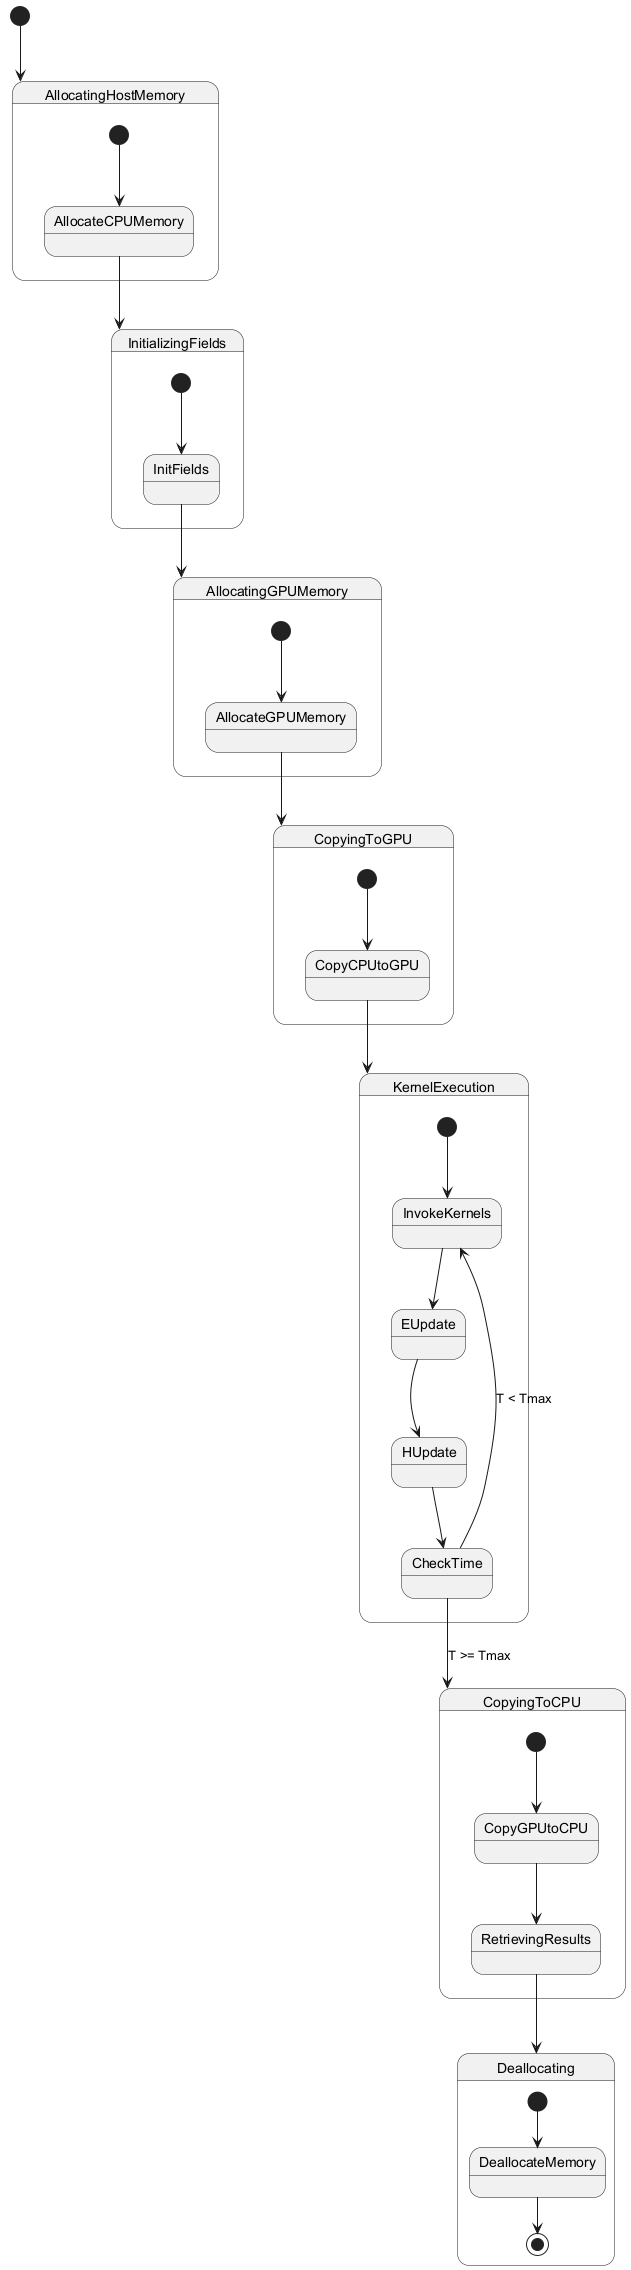 AllocatingHostMemory
AllocateCPUMemory
InitializingFields
InitFields
AllocatingGPUMemory
AllocateGPUMemory
CopyingToGPU
CopyCPUtoGPU
KernelExecution
InvokeKernels
EUpdate
T < Tmax
HUpdate
CheckTime
T >= Tmax
CopyingToCPU
CopyGPUtoCPU
RetrievingResults
Deallocating
DeallocateMemory